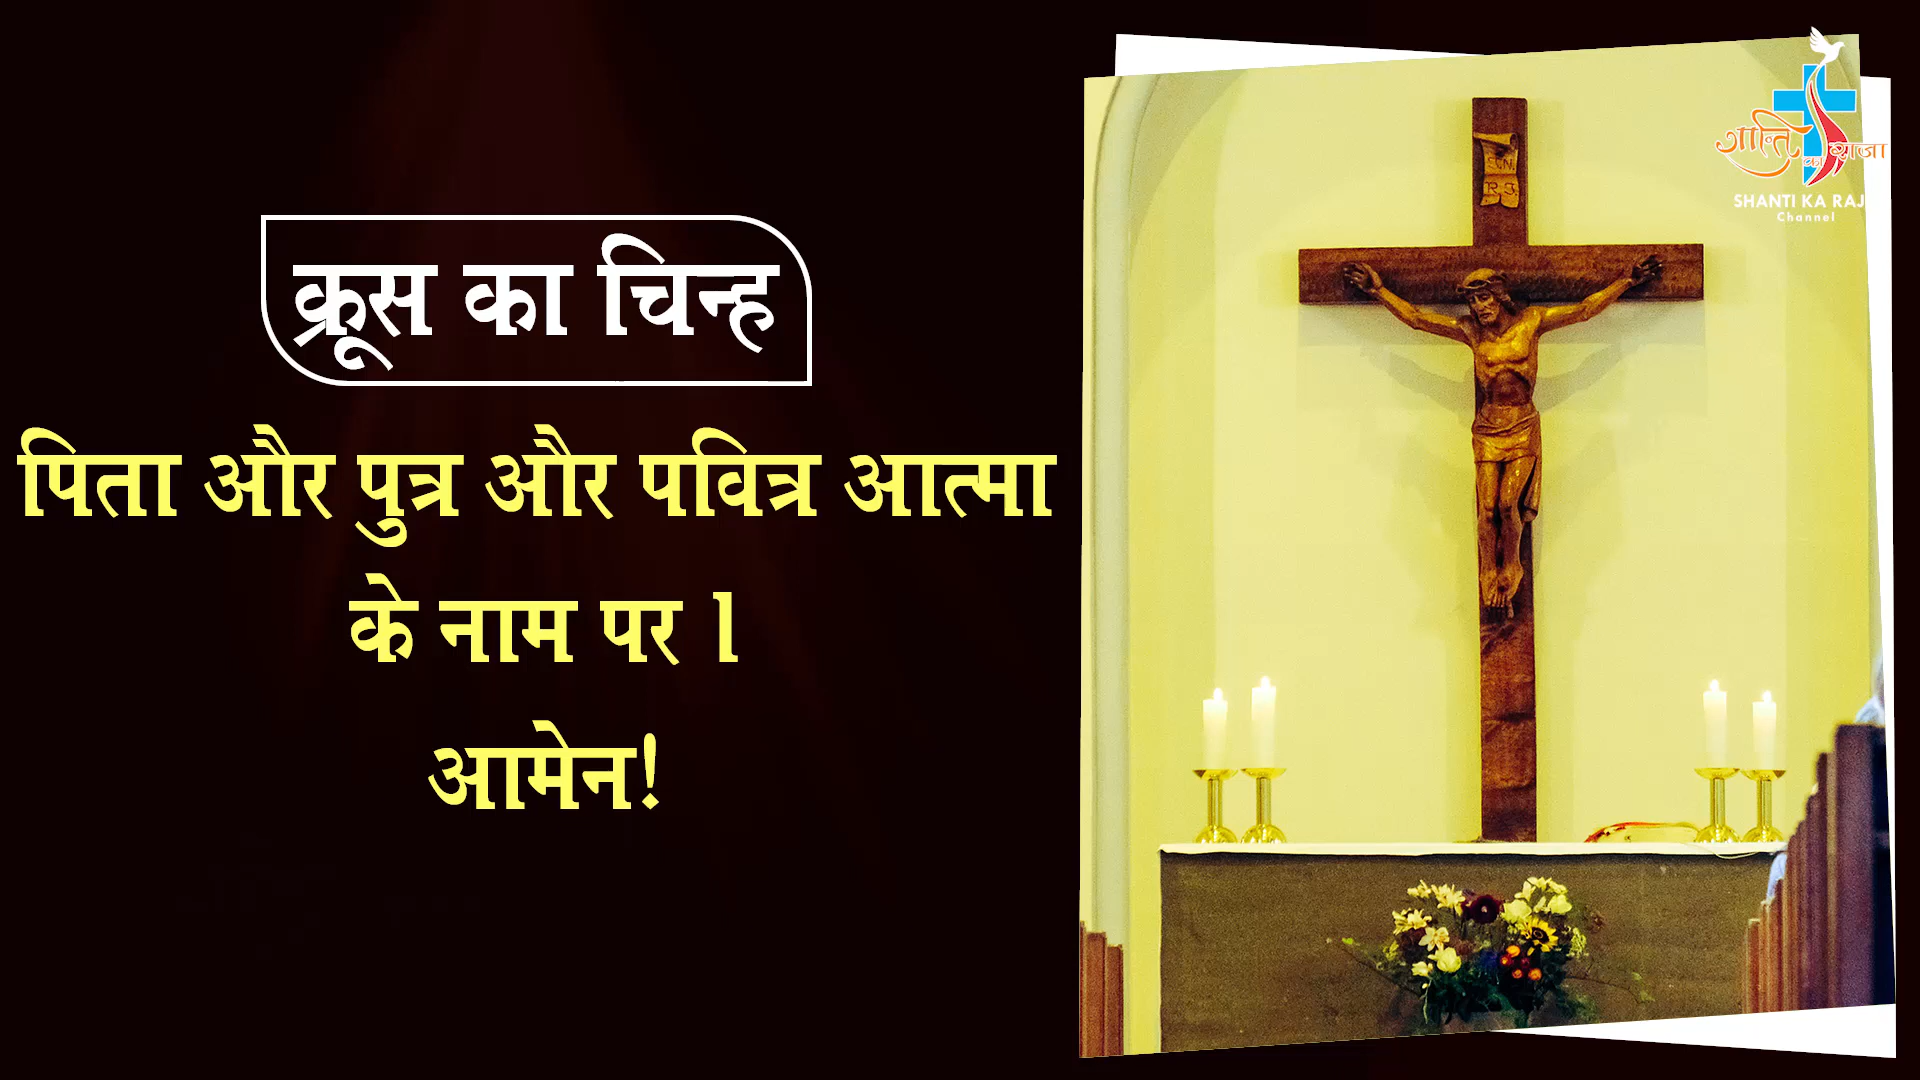 क्रूस का चिन्ह
पिता और पुत्र और पवित्र आत्मा
के नाम पर l
आमेन!
शान्ति का राजा
SHANTI KA RAJ
Channel